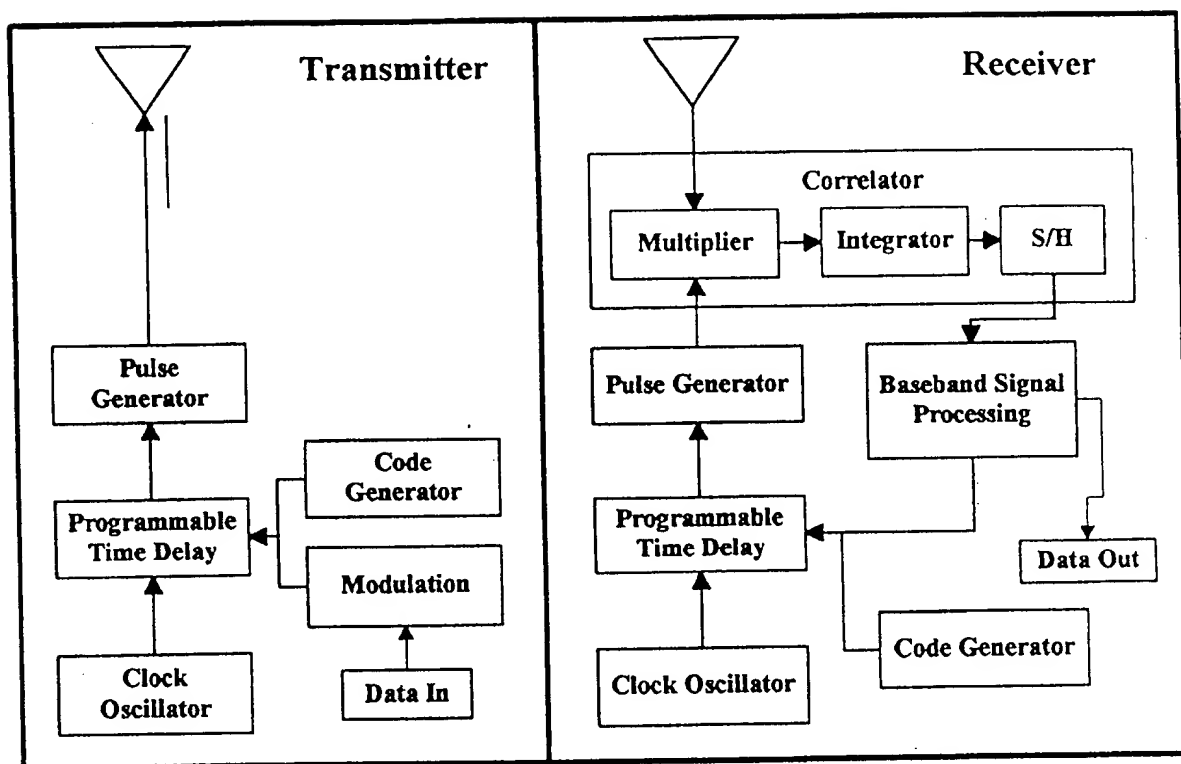 Transmitter
Pulse
Generator
Code
Generator
Programmable
Time Delay
Modulation
Clock
Oscillator
Data In
Receiver
Correlator
Multiplier
Integrator
S/H
Pulse Generator
Baseband Signal
Processing
Programmable
Time Delay
Data Out
Code Generator
Clock Oscillator